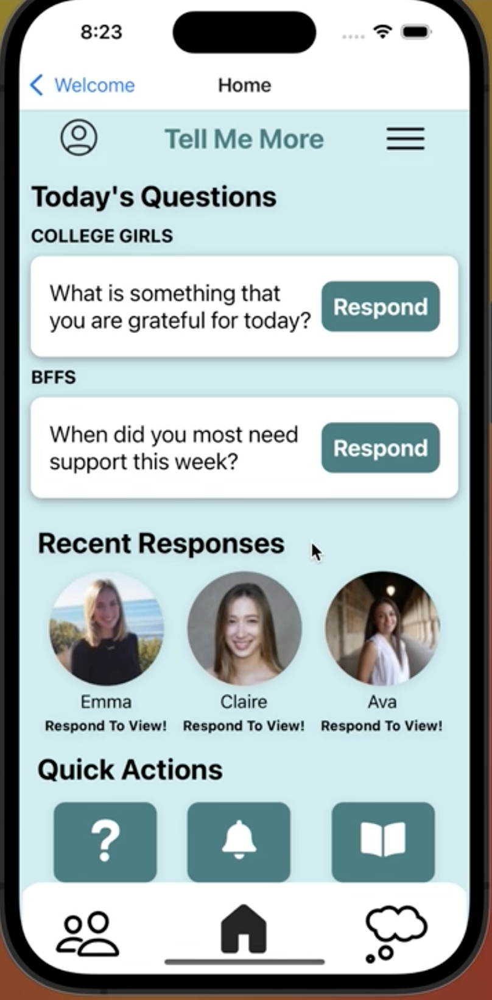 8:23
Welcome
Home
Tell Me More
Today's Questions
COLLEGE GIRLS
What is something that
you are grateful for today?
Respond
BFFS
When did you most need
support this week?
Respond
Recent Responses
Emma
Claire
Ava
Respond To View!
Respond To View!
Respond To View!
Quick Actions
?